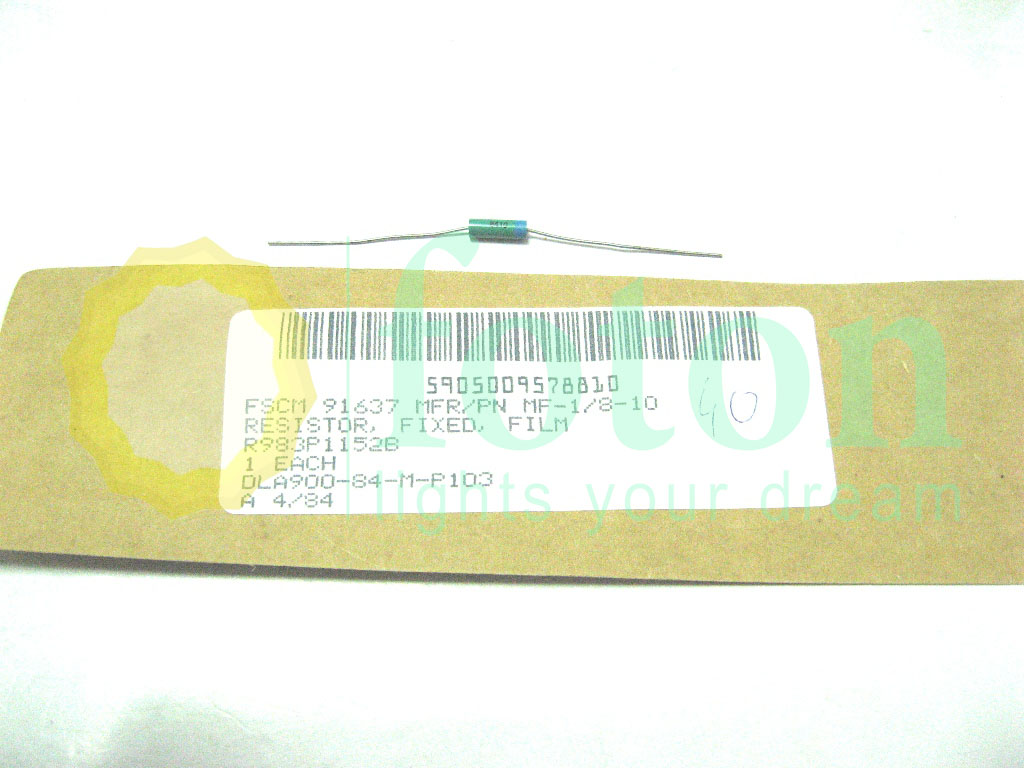 5905009578810
FSCM 91637 MFR/PN MF-1/8-10
RESISTOR, FIXED, FILM
R983P1152B
1 EACH
DLA900-84-M-P103
A 4/84
40
foton
lights your dream